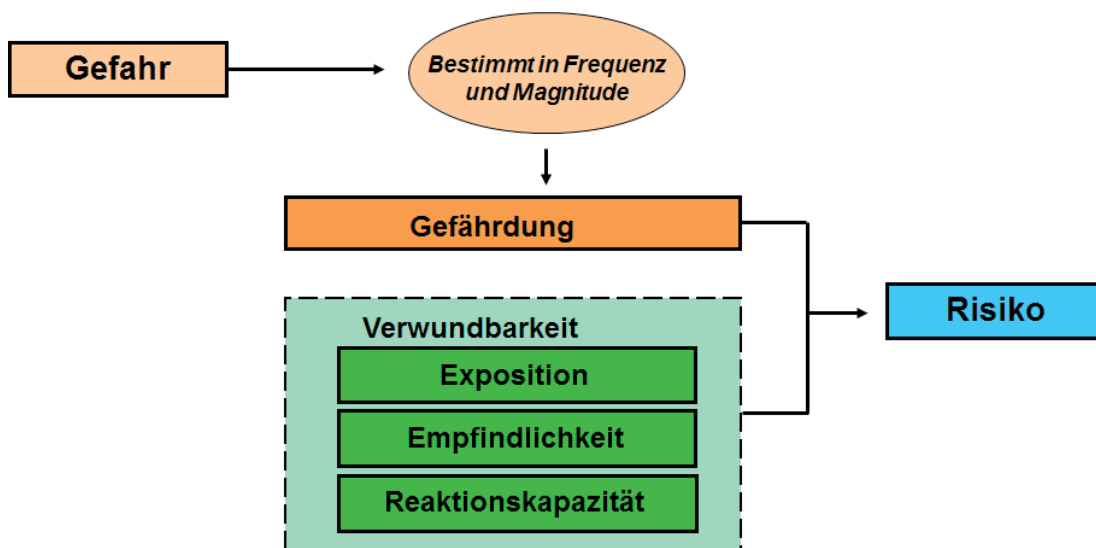 Gefahr
Bestimmt in Frequenz
und Magnitude
Gefährdung
Verwundbarkeit
Exposition
Empfindlichkeit
Reaktionskapazität
Risiko